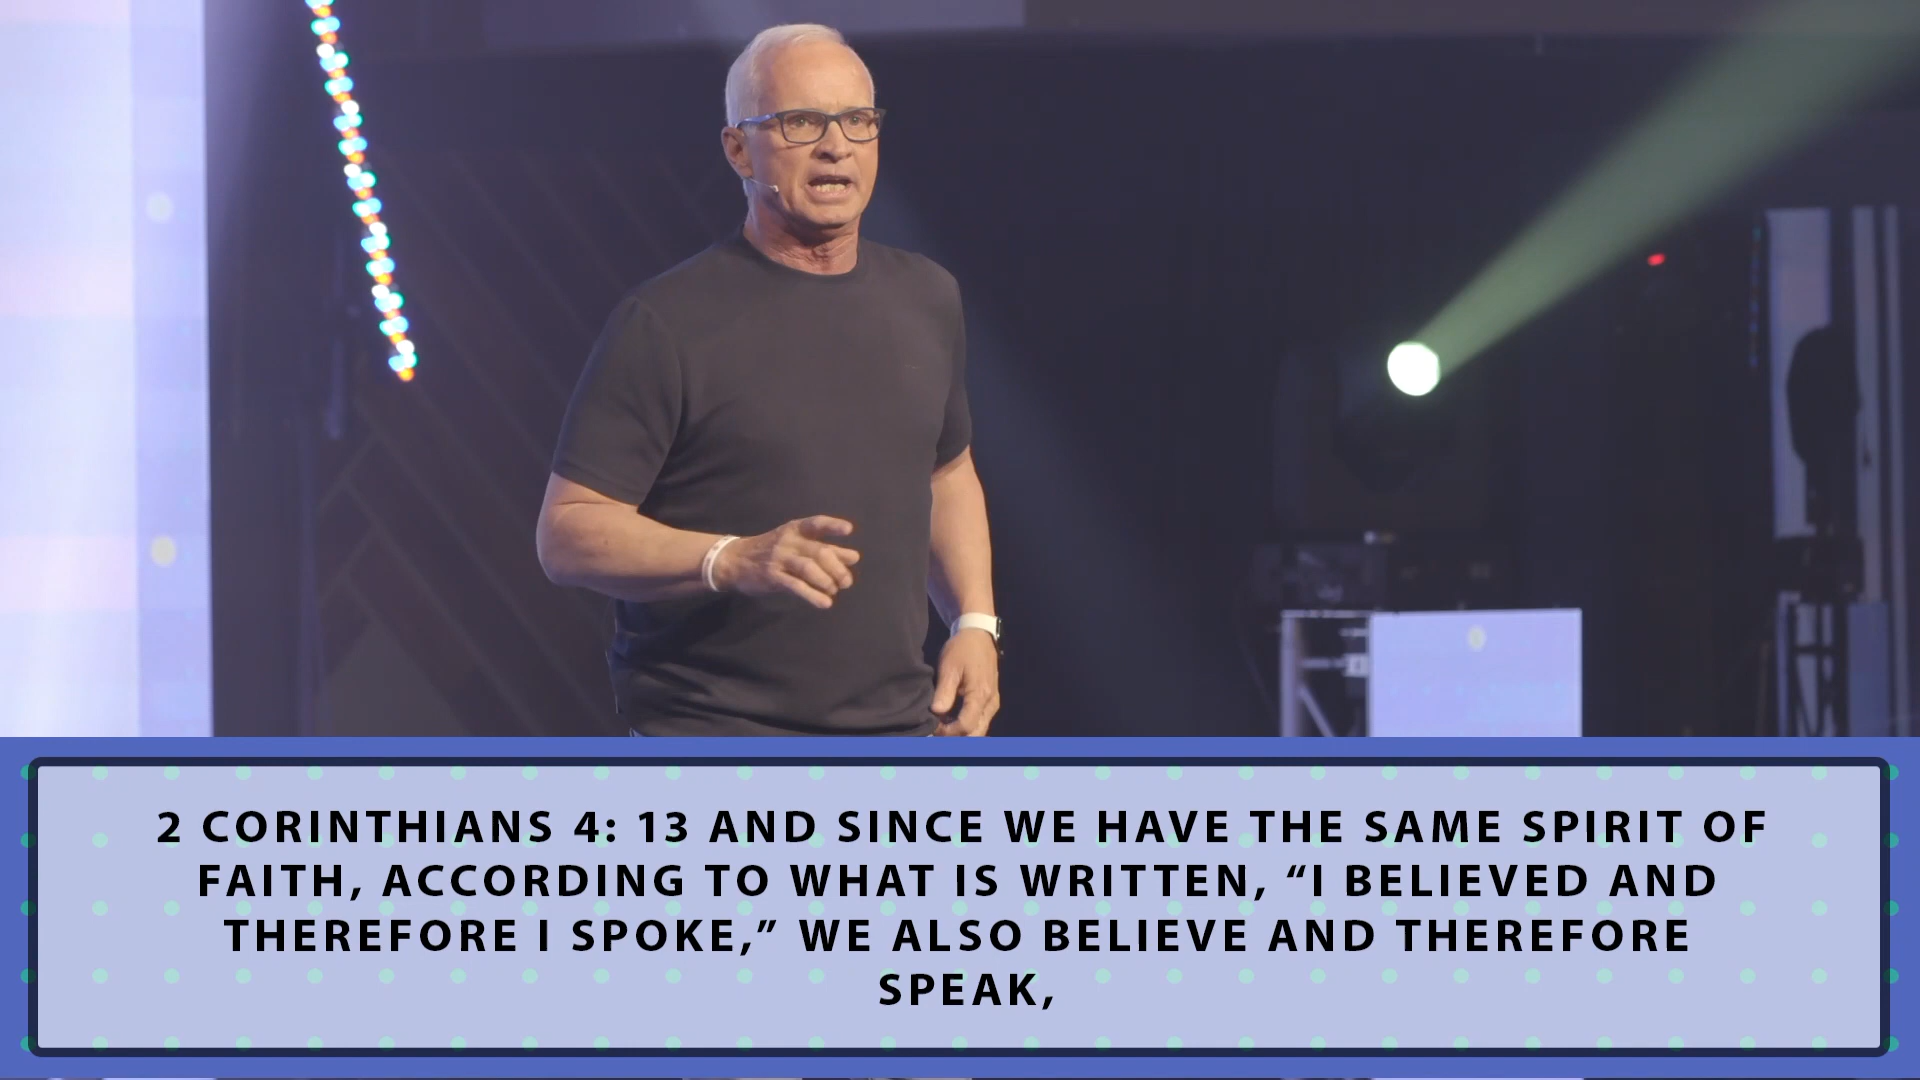 2 CORINTHIANS 4: 13 AND SINCE WE HAVE THE SAME SPIRIT OF
FAITH, ACCORDING TO WHAT IS WRITTEN, “I BELIEVED AND
THEREFORE I SPOKE,” WE ALSO BELIEVE AND THEREFORE
SPEAK,